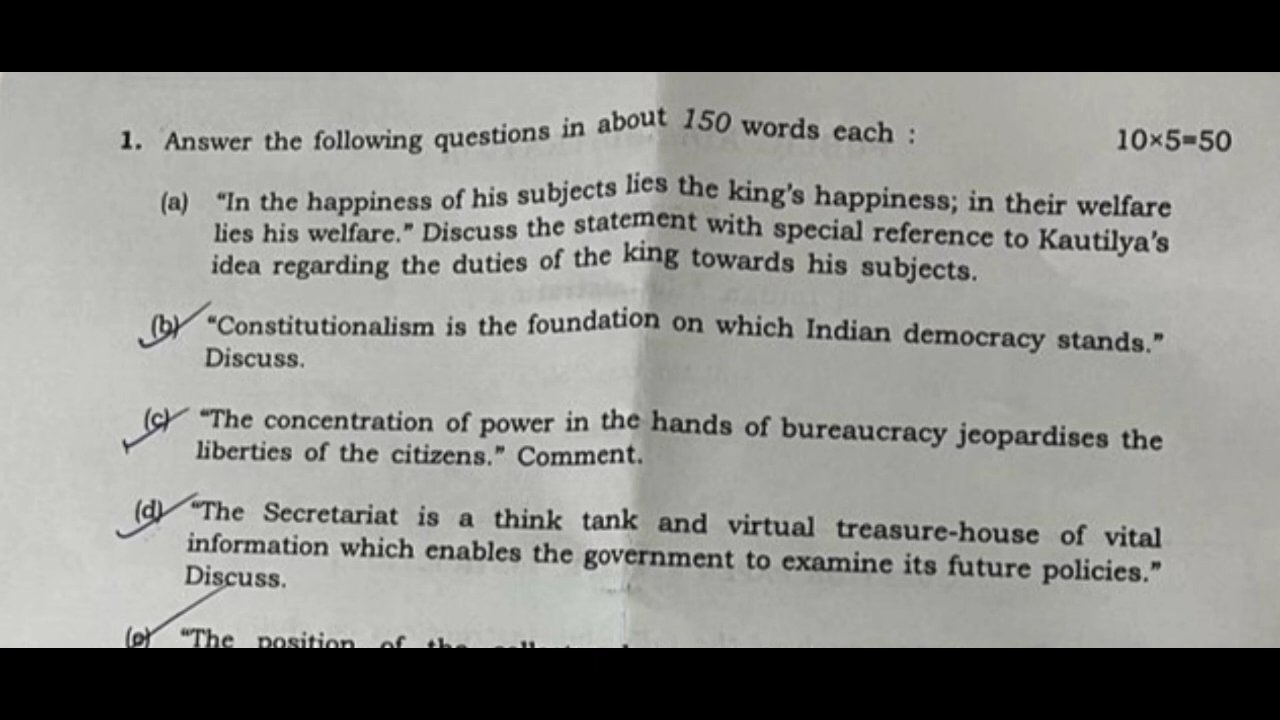 1. Answer the following questions in about 150 words each : 10×5=50
(a) "In the happiness of his subjects lies the king's happiness; in their welfare
lies his welfare." Discuss the statement with special reference to Kautilya's
idea regarding the duties of the king towards his subjects.
(b) "Constitutionalism is the foundation on which Indian democracy stands."
Discuss.
(c) "The concentration of power in the hands of bureaucracy jeopardises the
liberties of the citizens." Comment.
(d) "The Secretariat is a think tank and virtual treasure-house of vital
information which enables the government to examine its future policies."
Discuss.
(e) "The position of the